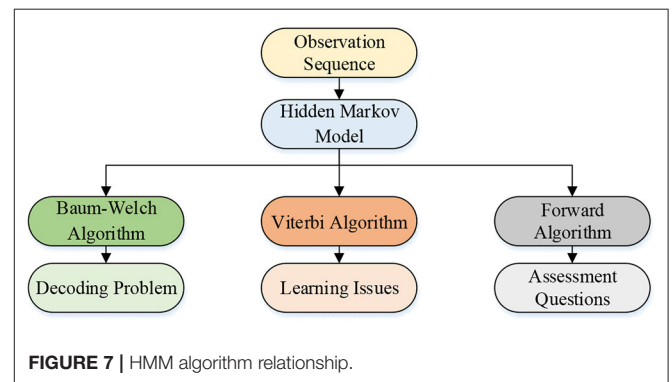 Observation
Sequence
Hidden Markov
Model
Baum-Welch
Algorithm
Viterbi Algorithm
Forward
Algorithm
Decoding Problem
Learning Issues
Assessment
Questions
FIGURE 7 | HMM algorithm relationship.